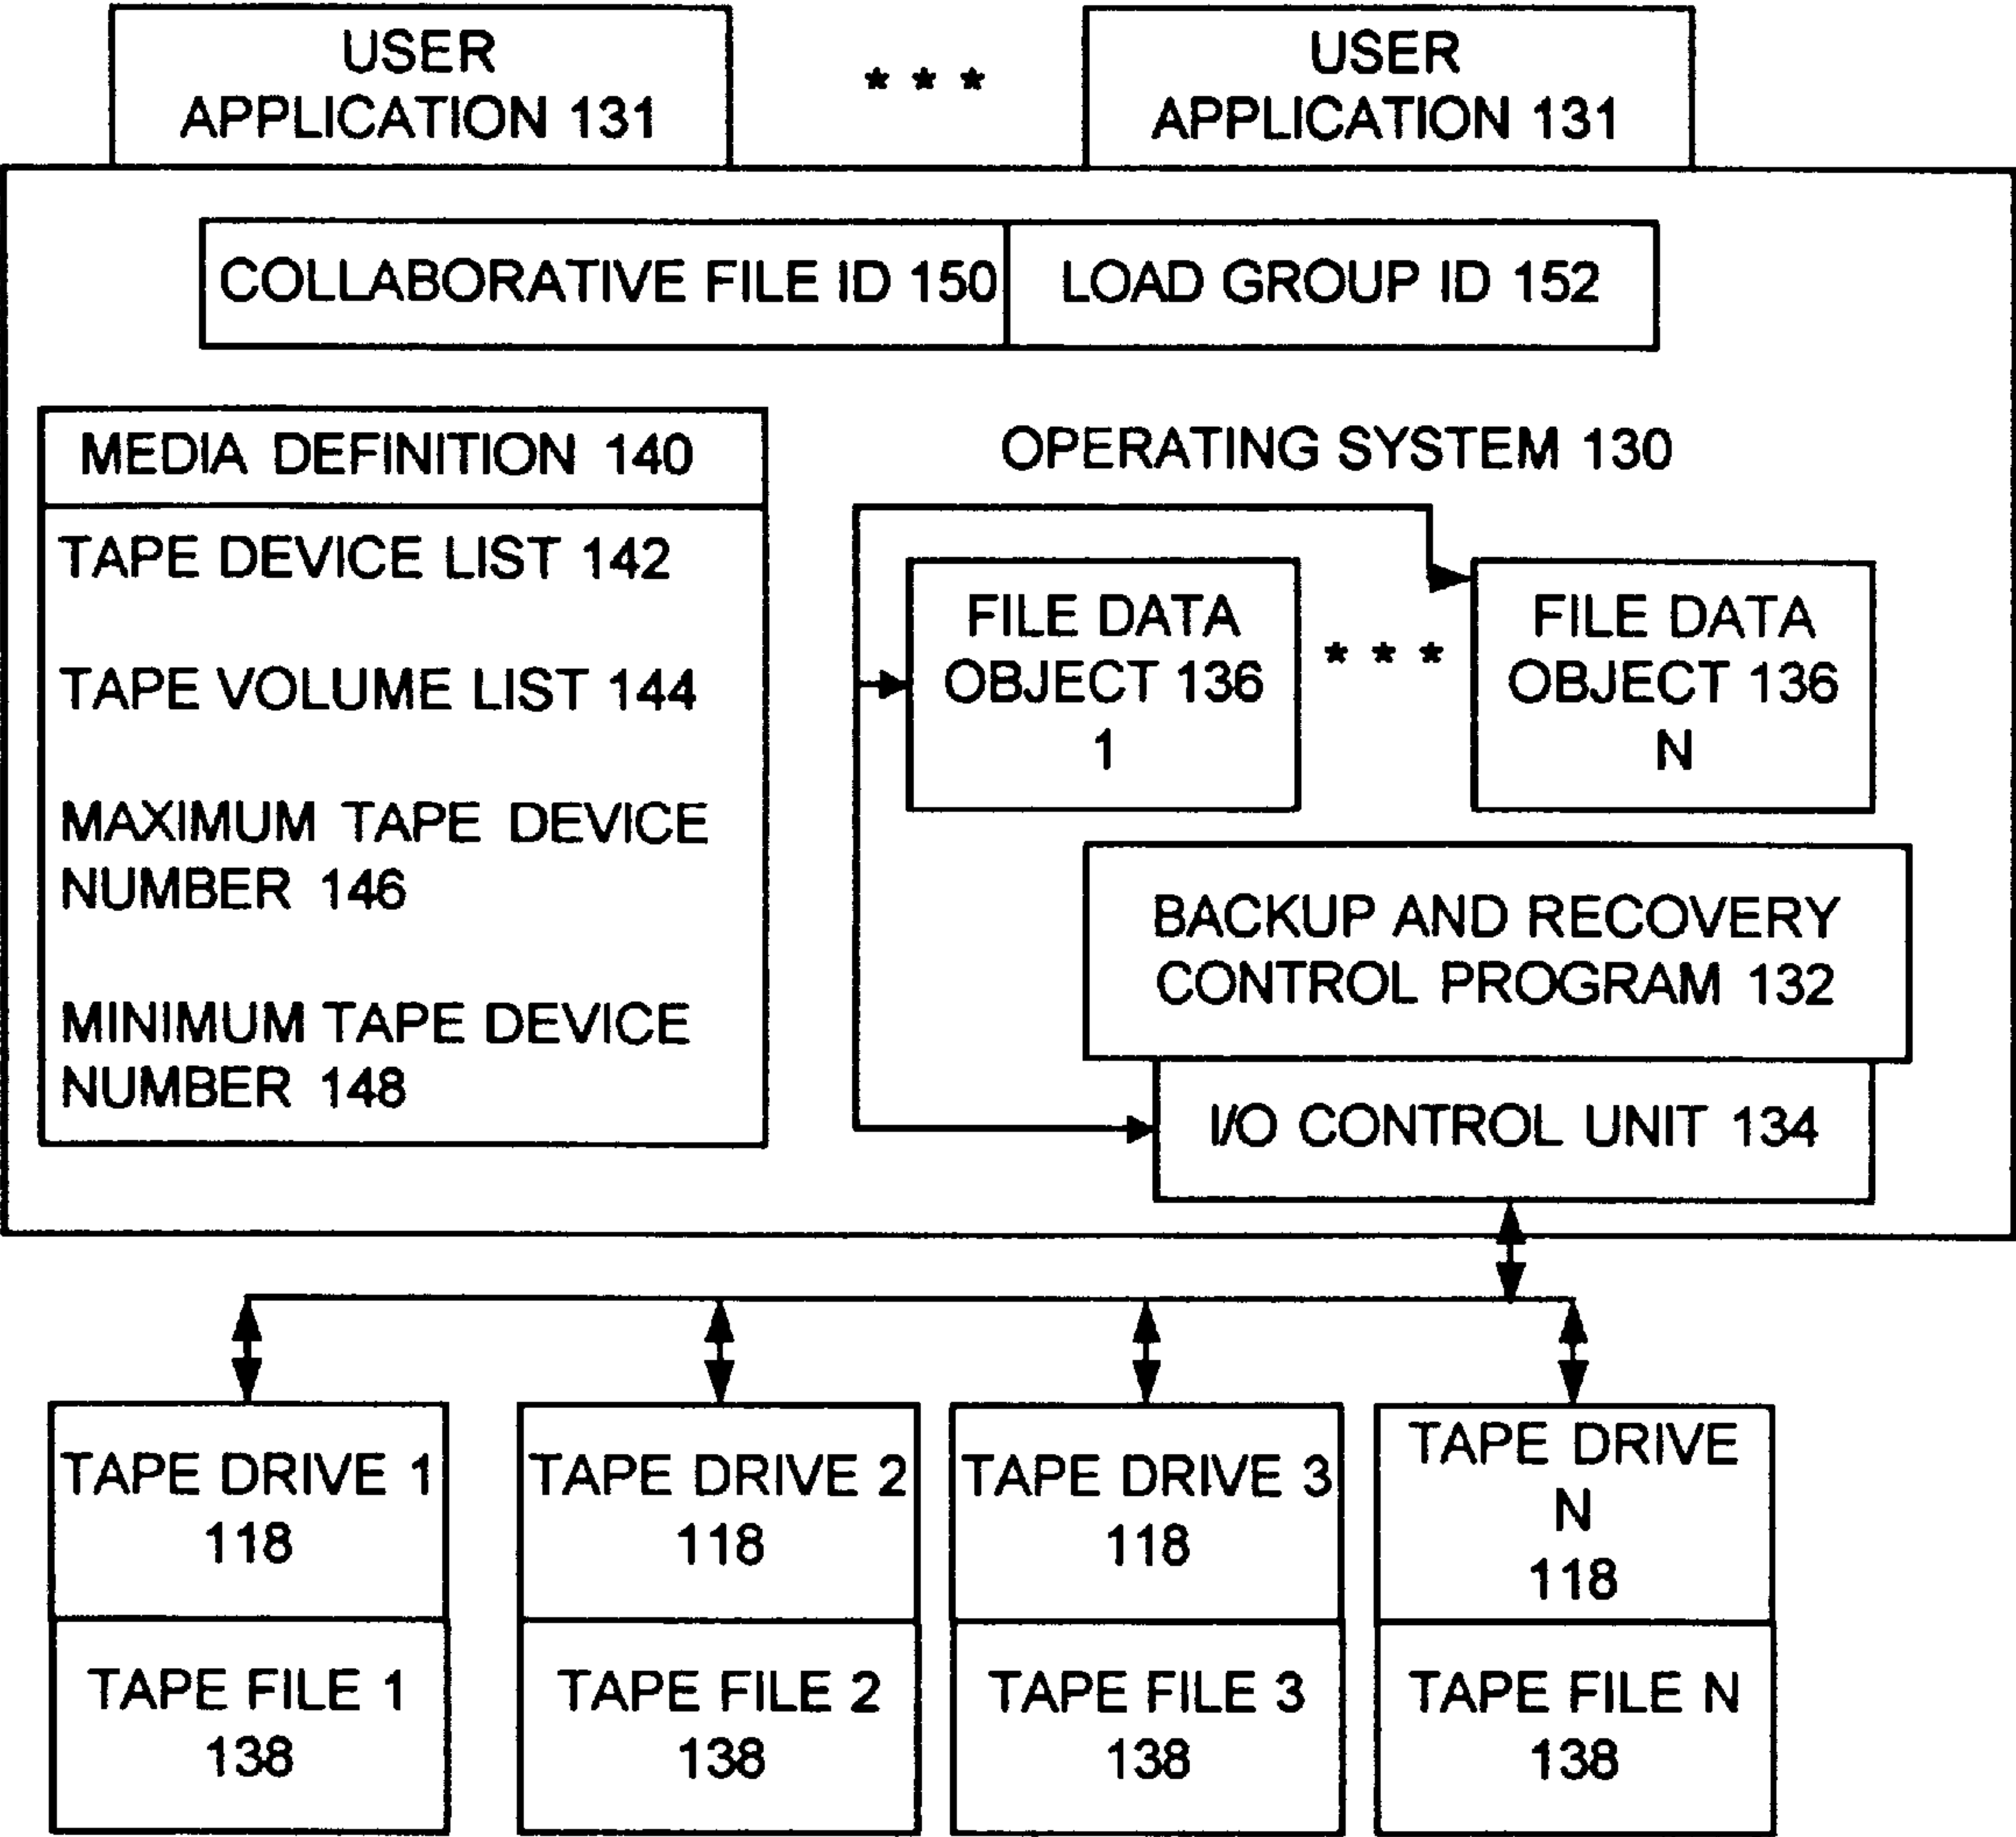 USER
APPLICATION 131
* * *
USER
APPLICATION 131
COLLABORATIVE FILE ID 150
LOAD GROUP ID 152
MEDIA DEFINITION 140
TAPE DEVICE LIST 142
TAPE VOLUME LIST 144
MAXIMUM TAPE DEVICE
NUMBER 146
MINIMUM TAPE DEVICE
NUMBER 148
OPERATING SYSTEM 130
FILE DATA
OBJECT 136
1
* * *
FILE DATA
OBJECT 136
N
BACKUP AND RECOVERY
CONTROL PROGRAM 132
I/O CONTROL UNIT 134
TAPE DRIVE 1
118
TAPE FILE 1
138
TAPE DRIVE 2
118
TAPE FILE 2
138
TAPE DRIVE 3
118
TAPE FILE 3
138
TAPE DRIVE
N
118
TAPE FILE N
138